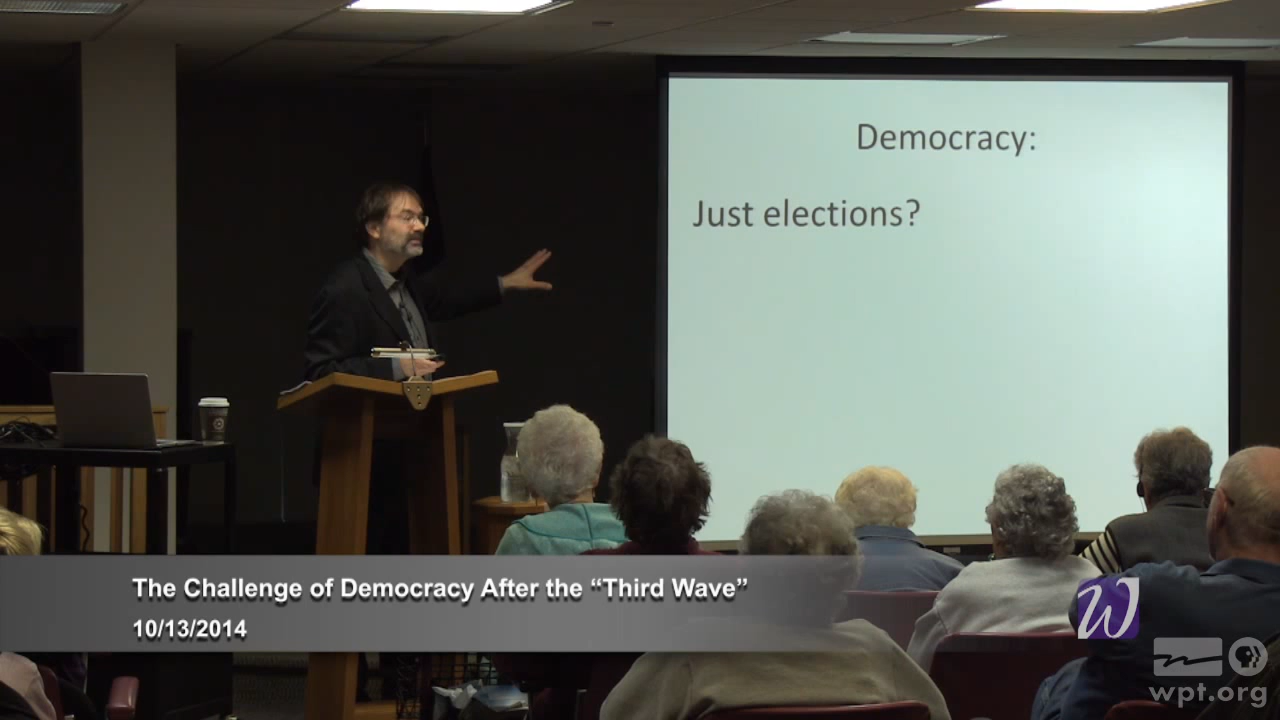 Democracy:
Just elections?
The Challenge of Democracy After the “Third Wave”
10/13/2014
W
wpt.org